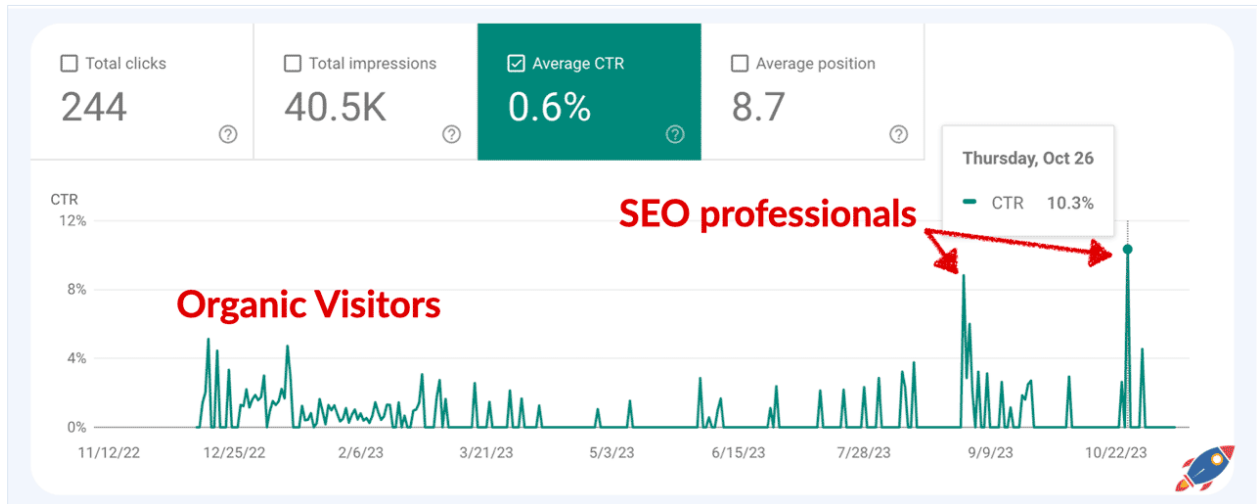 Total clicks
244
Total impressions
40.5K
Average CTR
0.6%
Average position
8.7
Thursday, Oct 26
CTR 10.3%
SEO professionals
Organic Visitors
CTR
12%
8%
4%
0%
11/12/22 12/25/22 2/6/23 3/21/23 5/3/23 6/15/23 7/28/23 9/9/23 10/22/23